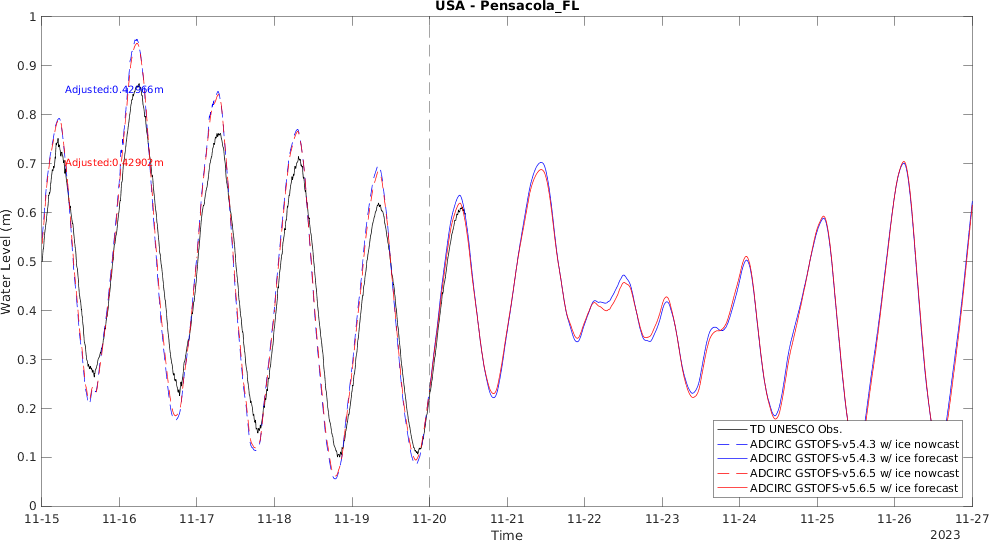 USA - Pensacola_FL
1
0.9
Adjusted:0.42966m
0.8
0.7
Adjusted:0.42902m
0.6
0.5
0.4
0.3
0.2
0.1
0
Water Level (m)
TD UNESCO Obs.
ADCIRC GSTOFS-v5.4.3 w/ ice nowcast
ADCIRC GSTOFS-v5.4.3 w/ ice forecast
ADCIRC GSTOFS-v5.6.5 w/ ice nowcast
ADCIRC GSTOFS-v5.6.5 w/ ice forecast
11-15 11-16 11-17 11-18 11-19 11-20 11-21 11-22 11-23 11-24 11-25 11-26 11-27
Time
2023